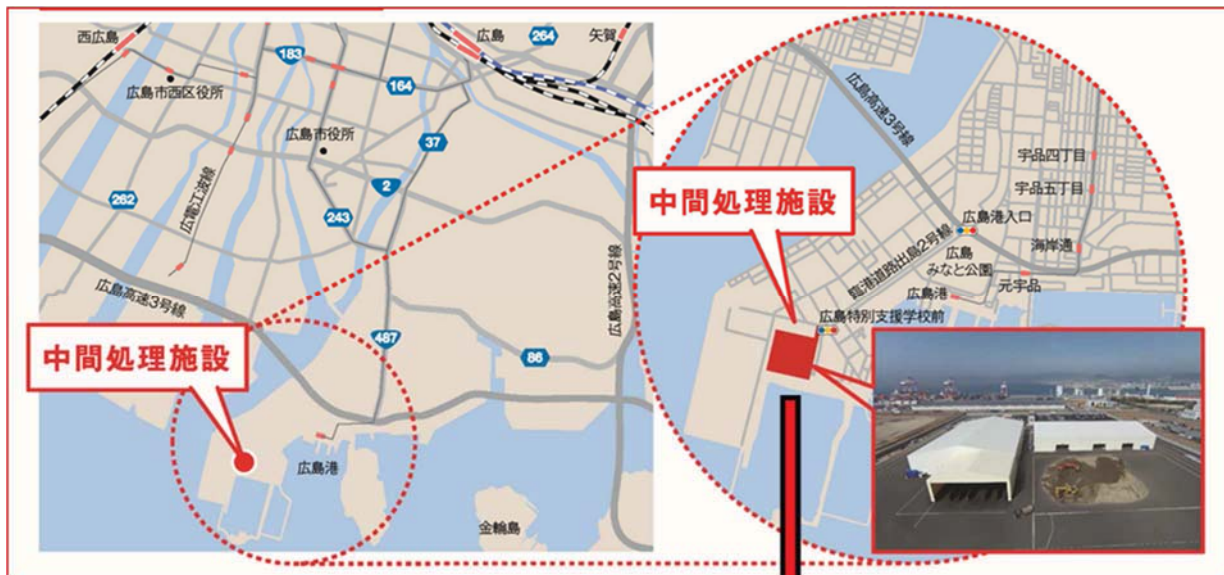 西広島
広島市西区役所
183
広島
264
矢賀
164
広島市役所
37
2
262
広電江波線
243
広島高速3号線
広島高速2号線
487
86
中間処理施設
広島港
金輪島
広島高速3号線
宇品四丁目
宇品五丁目
中間処理施設
広島港入口
臨港道路出島2号線
広島
みなと公園
海岸通
元宇品
広島港
広島特別支援学校前